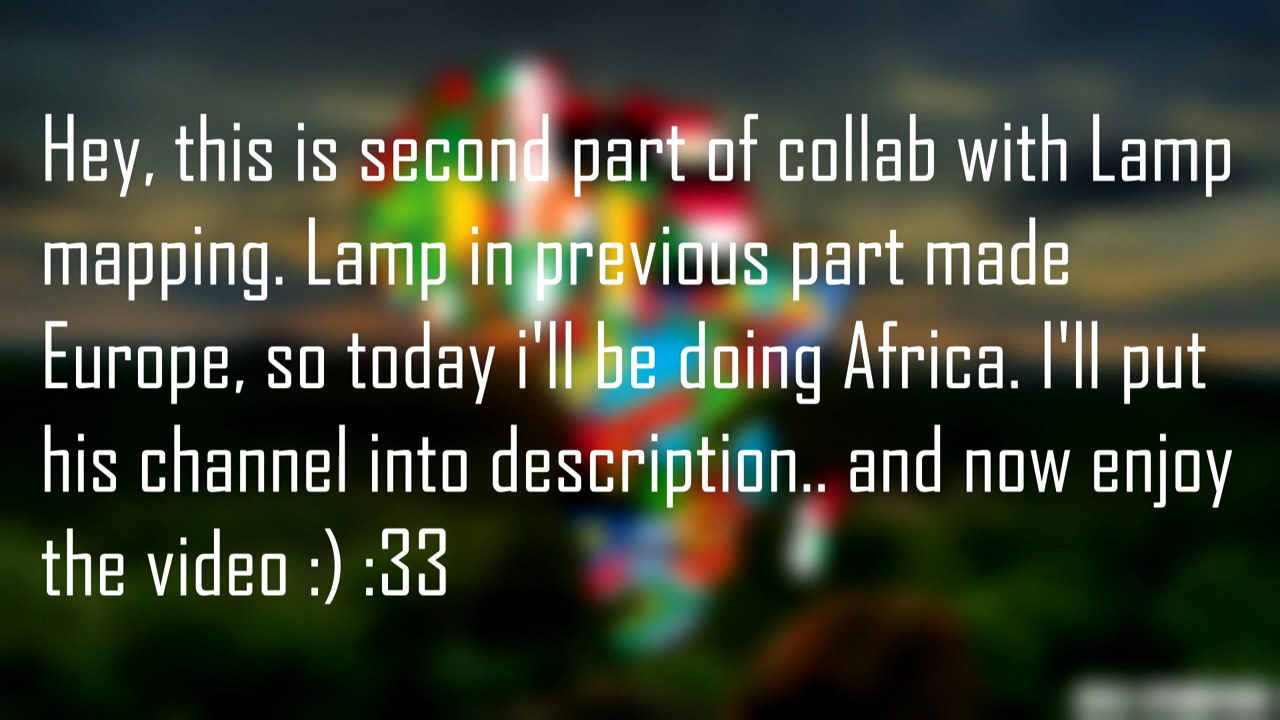 Hey, this is second part of collab with Lamp
mapping. Lamp in previous part made
Europe, so today i'll be doing Africa. I'll put
his channel into description.. and now enjoy
the video :) :33